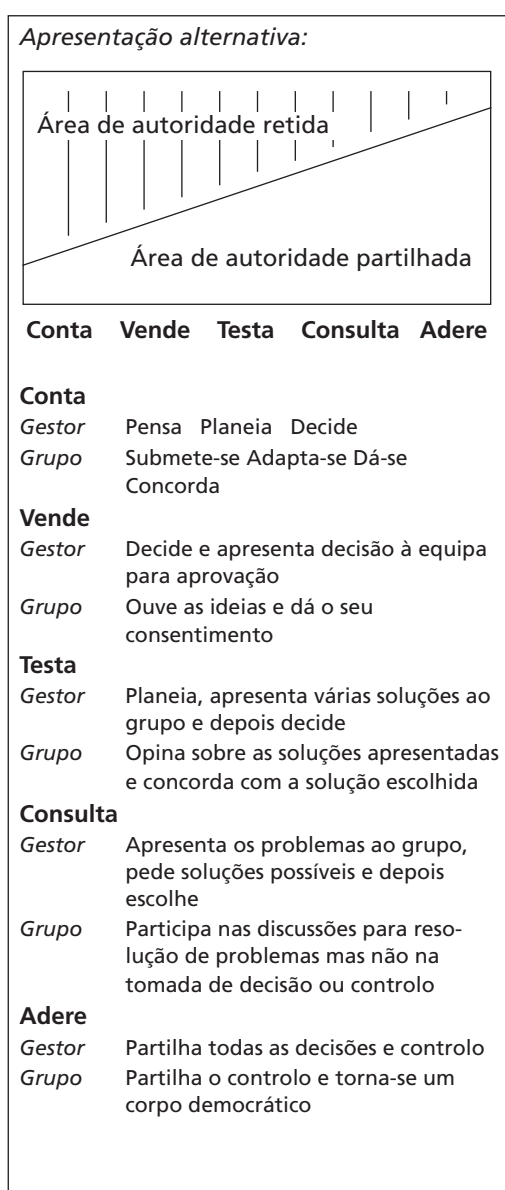 Apresentação alternativa:
Área de autoridade retida
Área de autoridade partilhada
Conta Vende Testa Consulta Adere
Conta
Gestor Pensa Planeia Decide
Grupo Submete-se Adapta-se Dá-se
Concorda
Vende
Gestor Decide e apresenta decisão à equipa
para aprovação
Grupo Ouve as ideias e dá o seu
consentimento
Testa
Gestor Planeia, apresenta várias soluções ao
grupo e depois decide
Grupo Opina sobre as soluções apresentadas
e concorda com a solução escolhida
Consulta
Gestor Apresenta os problemas ao grupo,
pede soluções possíveis e depois
escolhe
Grupo Participa nas discussões para reso-
lução de problemas mas não na
tomada de decisão ou controlo
Adere
Gestor Partilha todas as decisões e controlo
Grupo Partilha o controlo e torna-se um
corpo democrático